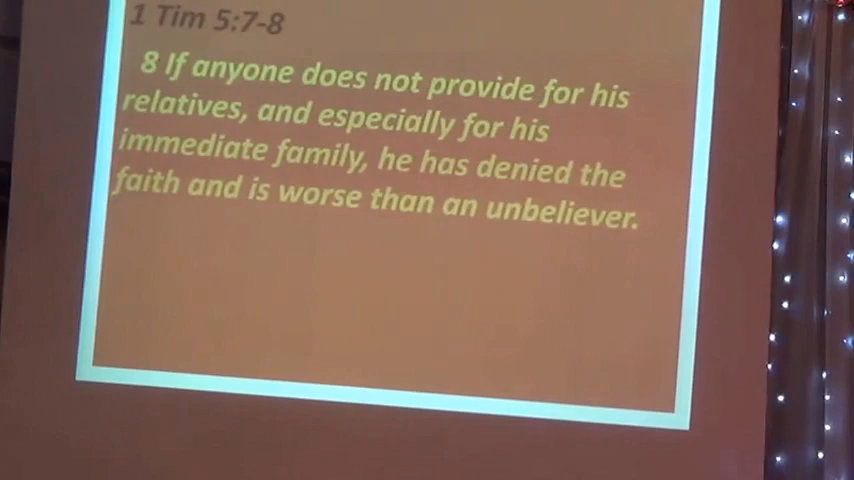 1 Tim 5:7-8
8 If anyone does not provide for his
relatives, and especially for his
immediate family, he has denied the
faith and is worse than an unbeliever.